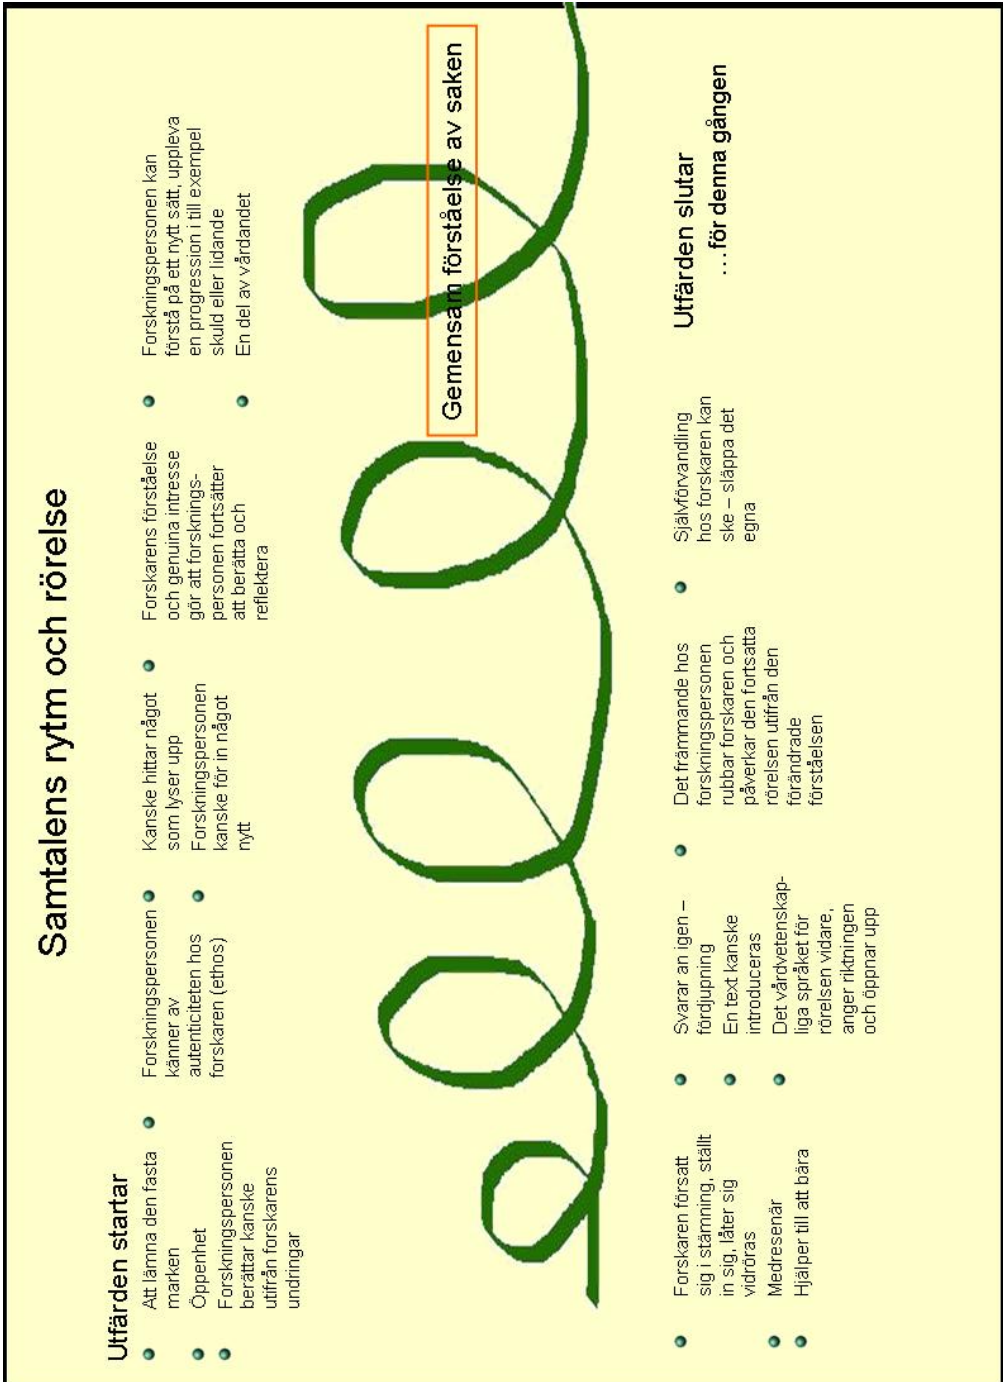 Samtalens rytm och rörelse
Utfärden startar
Att lämna den fasta
marken
Öppenhet
Forskningspersonen
berättar kanske
utifrån forskarens
undringar
Forskningspersonen
känner av
autenticiteten hos
forskaren (ethos)
Kanske hittar något
som lyser upp
Forskningspersonen
kanske för in något
nytt
Forskarens förståelse
och genuina intresse
gör att forsknings-
personen fortsätter
att berätta och
reflektera
Forskningspersonen kan
förstå på ett nytt sätt, uppleva
en progression i till exempel
skuld eller lidande
En del av vårdandet
Gemensam förståelse av saken
Forskaren försatt
sig i stämning, ställt
in sig, låter sig
vidröras
Medresenär
Hjälper till att bära
Svarar an igen –
fördjupning
En text kanske
introduceras
Det vårdvetenskap-
liga språket för
rörelsen vidare,
anger riktningen
och öppnar upp
Det främmande hos
forskningspersonen
rubbar forskaren och
påverkar den fortsatta
rörelsen utifrån den
förändrade
förståelsen
Självförvandling
hos forskaren kan
ske – släppa det
egna
Utfärden slutar
…för denna gången